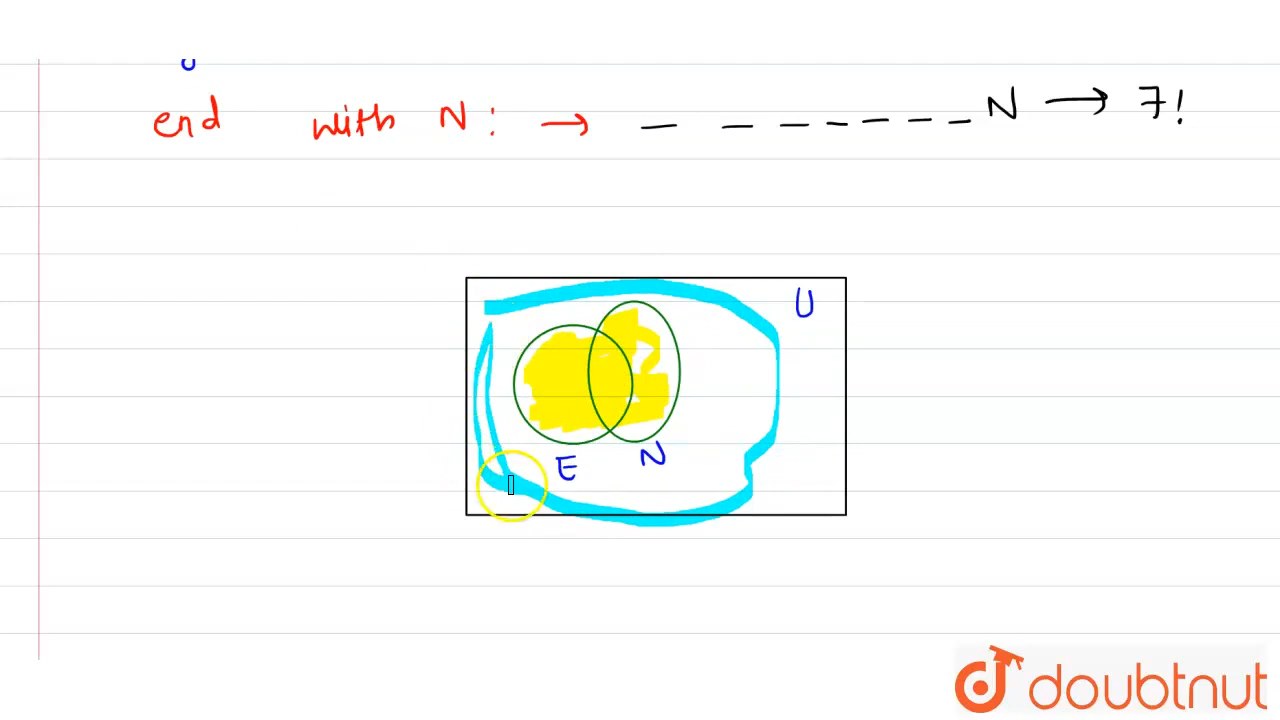 end with N : → _ _ _ _ _ _ _ N → 7!
U
E N
doubtnut